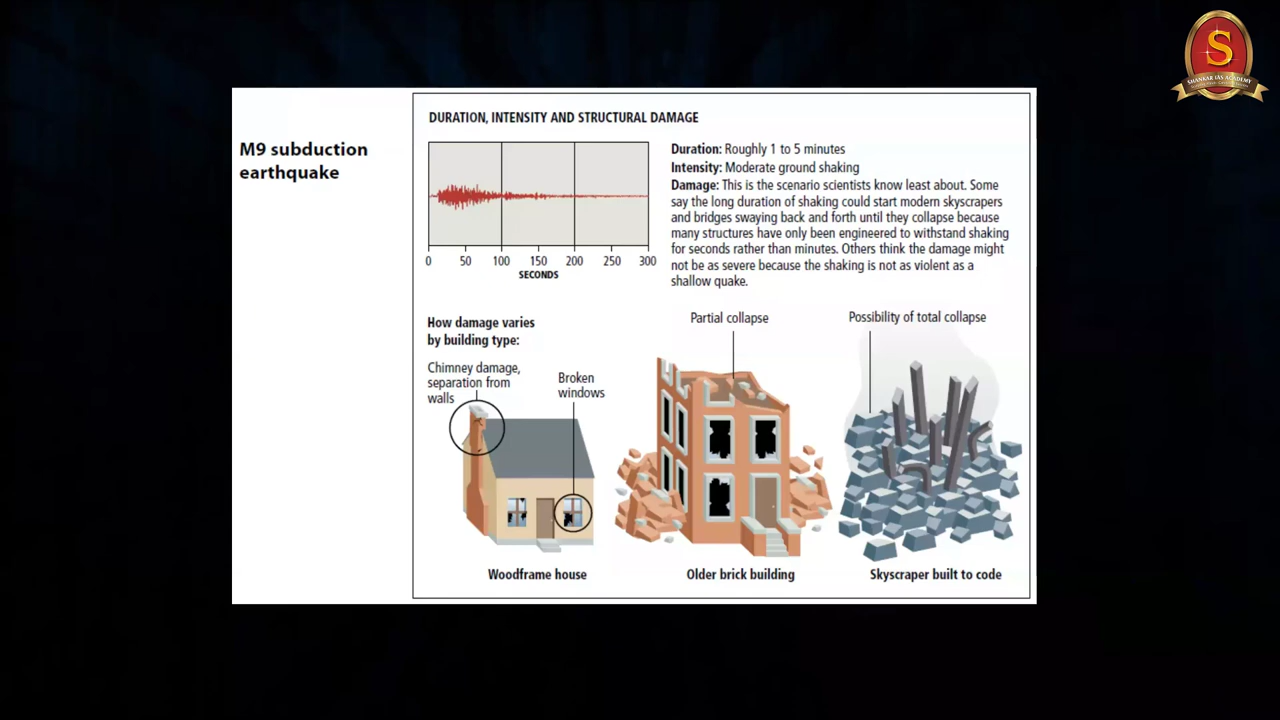 M9 subduction
earthquake
DURATION, INTENSITY AND STRUCTURAL DAMAGE
0 50 100 150 200 250 300
SECONDS
Duration: Roughly 1 to 5 minutes
Intensity: Moderate ground shaking
Damage: This is the scenario scientists know least about. Some
say the long duration of shaking could start modern skyscrapers
and bridges swaying back and forth until they collapse because
many structures have only been engineered to withstand shaking
for seconds rather than minutes. Others think the damage might
not be as severe because the shaking is not as violent as a
shallow quake.
How damage varies
by building type:
Chimney damage,
separation from
walls
Broken
windows
Partial collapse
Possibility of total collapse
Woodframe house
Older brick building
Skyscraper built to code
S
SHANKAR IAS ACADEMY